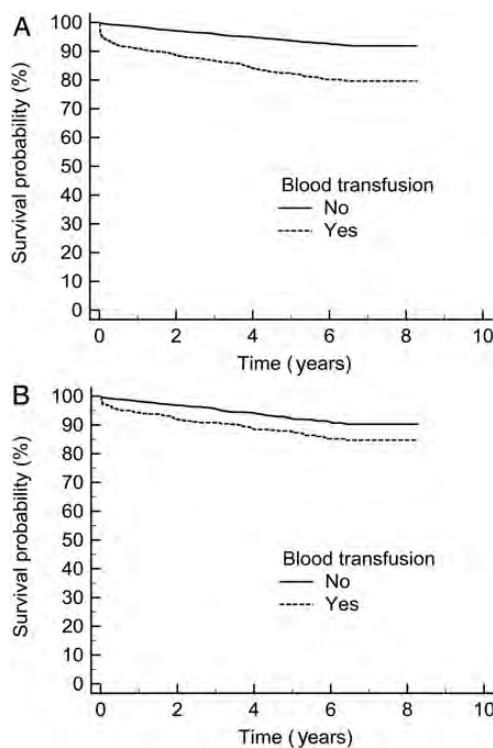 A
Survival probability (%)
100
90
80
70
60
50
40
30
20
10
0
Blood transfusion
No
Yes
0 2 4 6 8 10
Time (years)
B
Survival probability (%)
100
90
80
70
60
50
40
30
20
100
0
Blood transfusion
No
Yes
0 2 4 6 8 10
Time (years)